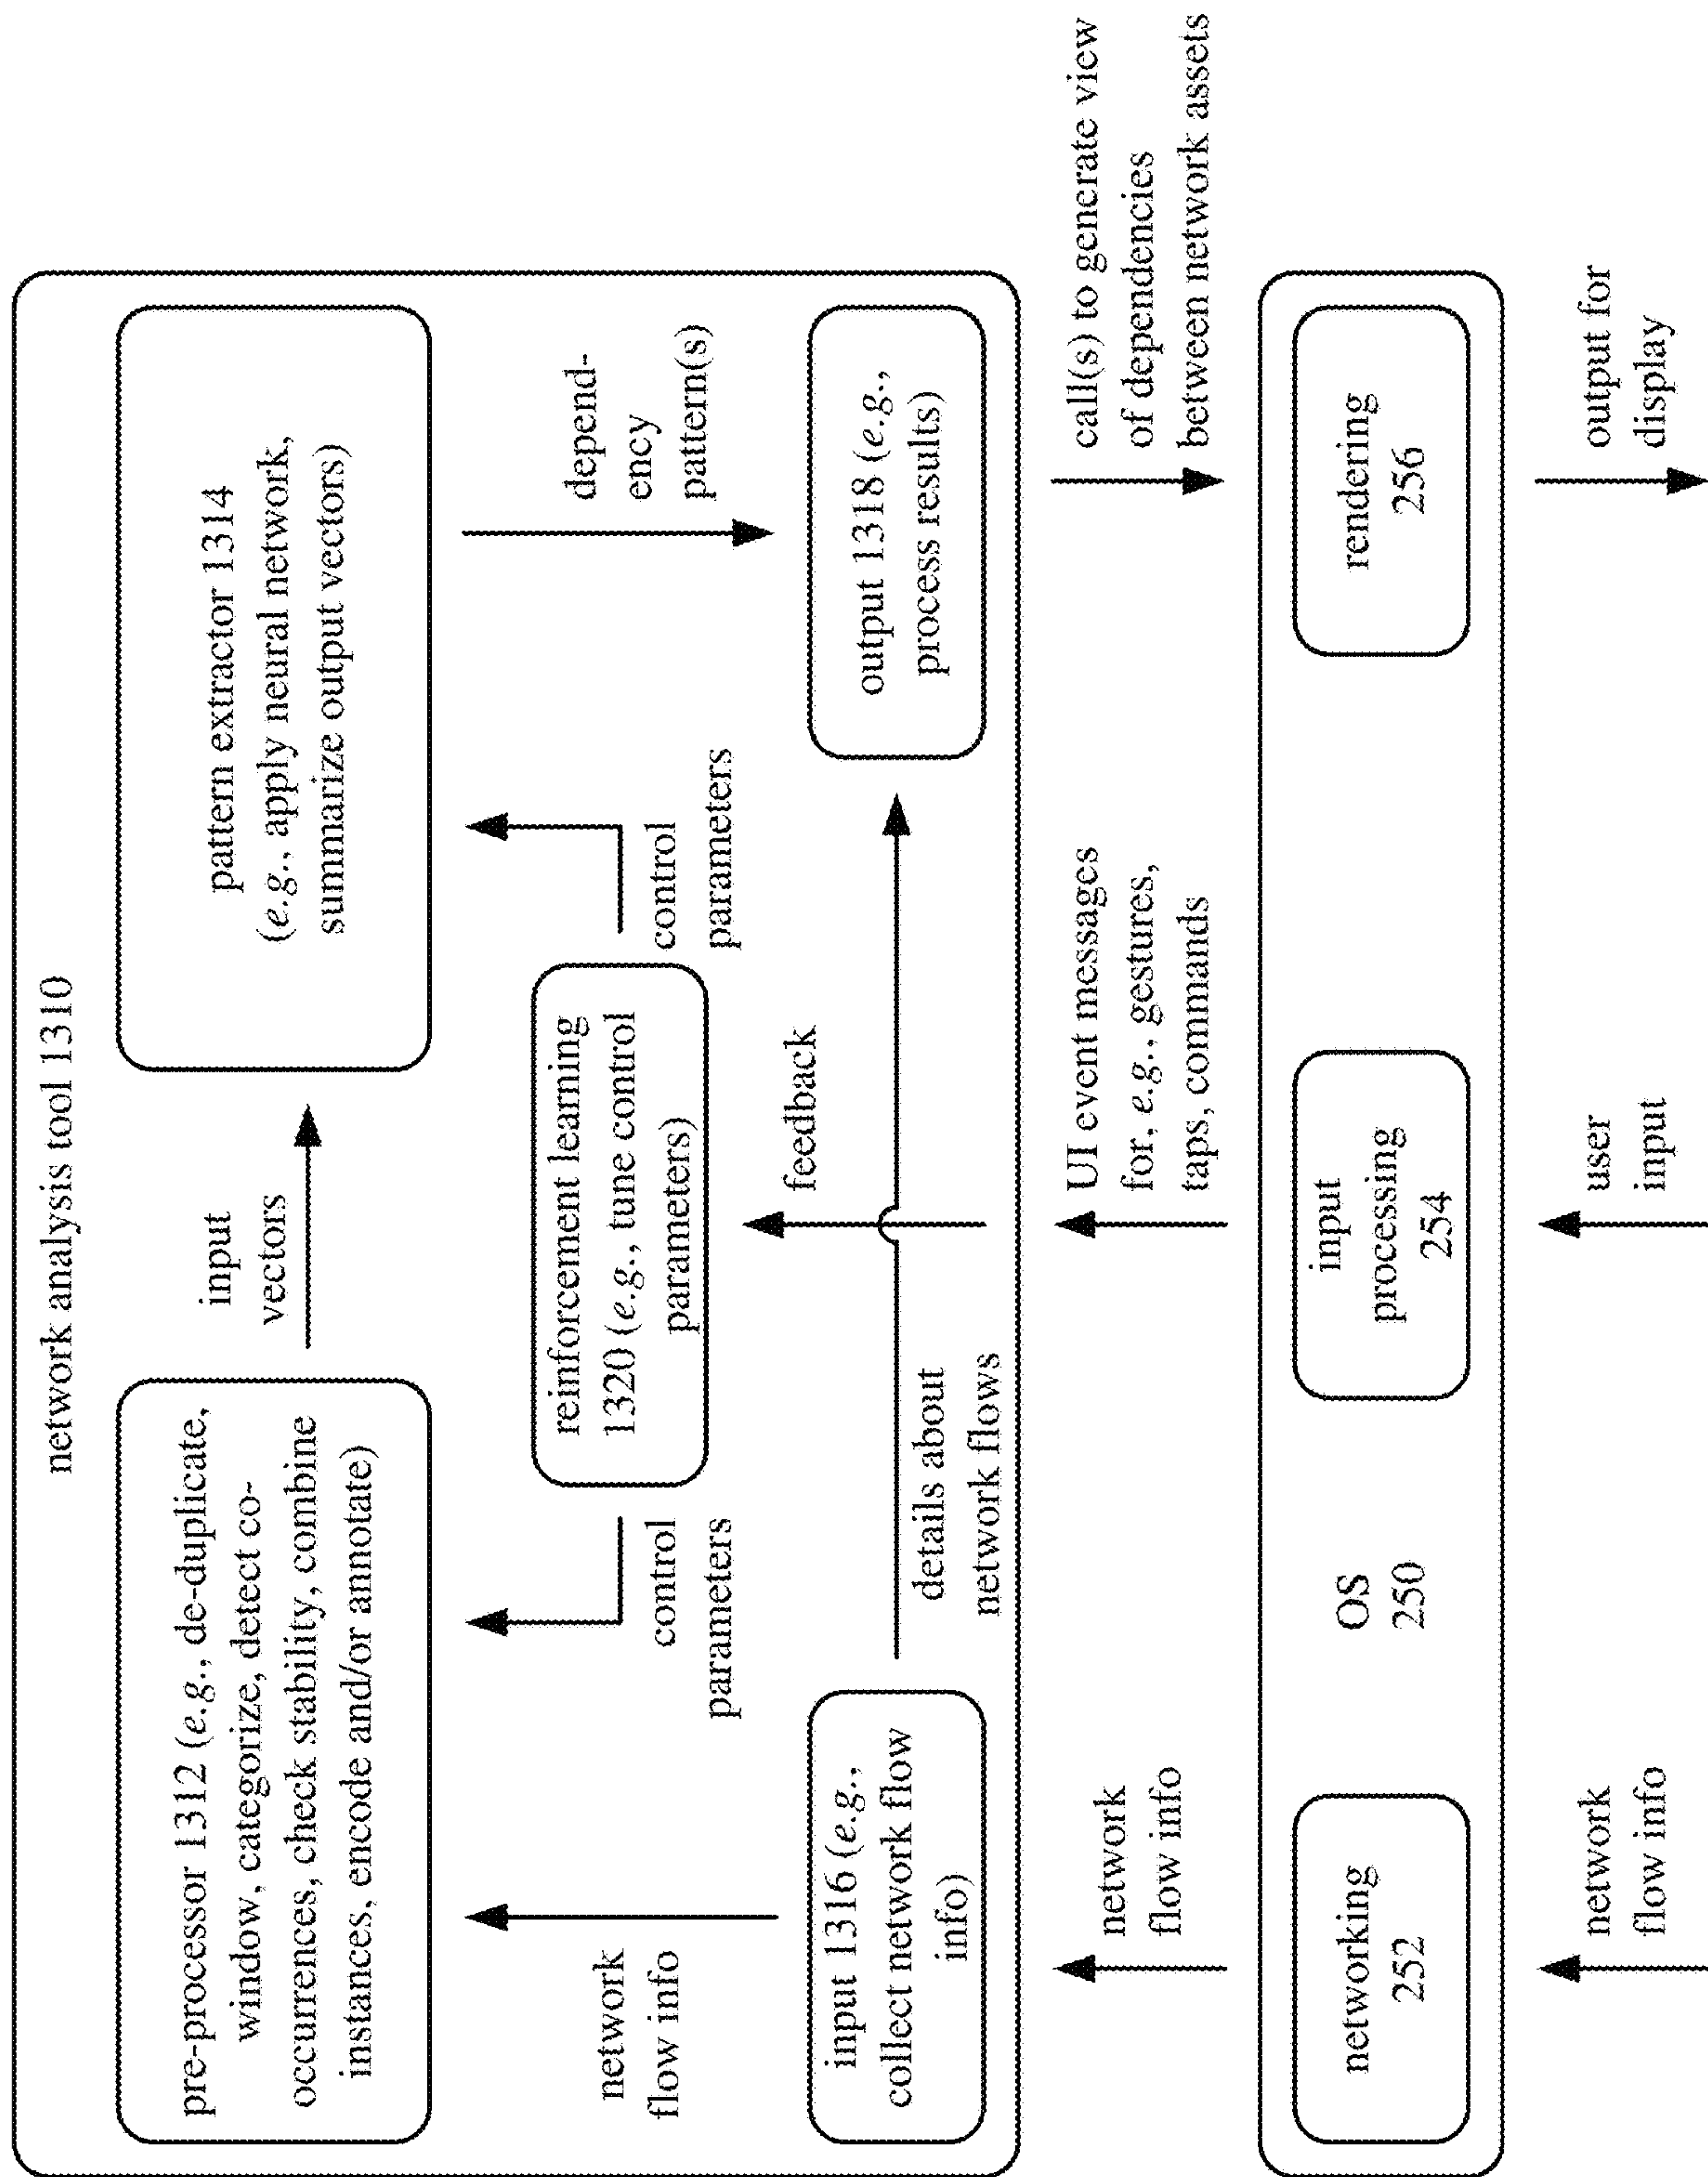 network analysis tool 1310
pre-processor 1312 (e.g., de-duplicate,
window, categorize, detect co-
occurrences, check stability, combine
instances, encode and/or annotate)
input
vectors
pattern extractor 1314
(e.g., apply neural network,
summarize output vectors)
network
flow info
control
parameters
reinforcement learning
1320 (e.g., tune control
parameters)
control
parameters
depend-
ency
pattern(s)
feedback
input 1316 (e.g.,
collect network flow
info)
details about
network flows
output 1318 (e.g.,
process results)
network
flow info
UI event messages
for, e.g., gestures,
taps, commands
call(s) to generate view
of dependencies
between network assets
networking
252
OS
250
input
processing
254
rendering
256
network
flow info
user
input
output for
display